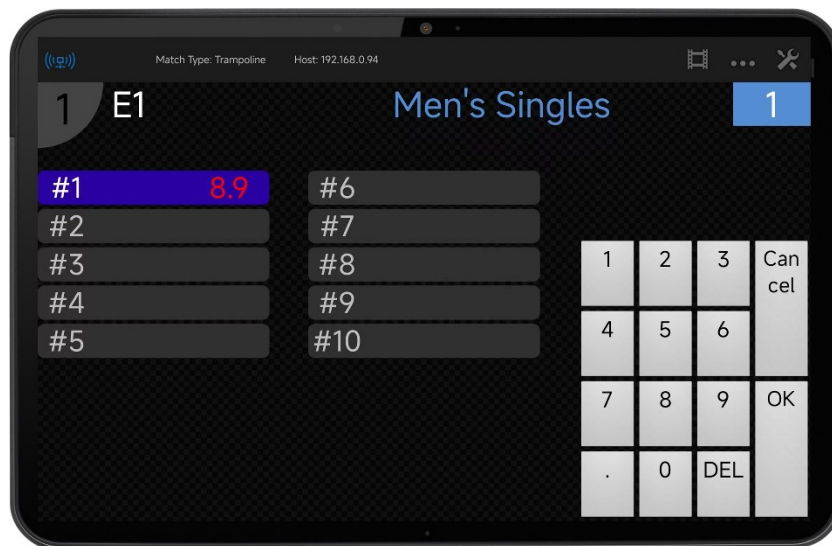 Match Type: Trampoline Host: 192.168.0.94
1 E1 Men's Singles 1
#1 8.9
#2
#3
#4
#5
#6
#7
#8
#9
#10
1 2 3 Can
cel
4 5 6
7 8 9 OK
. 0 DEL